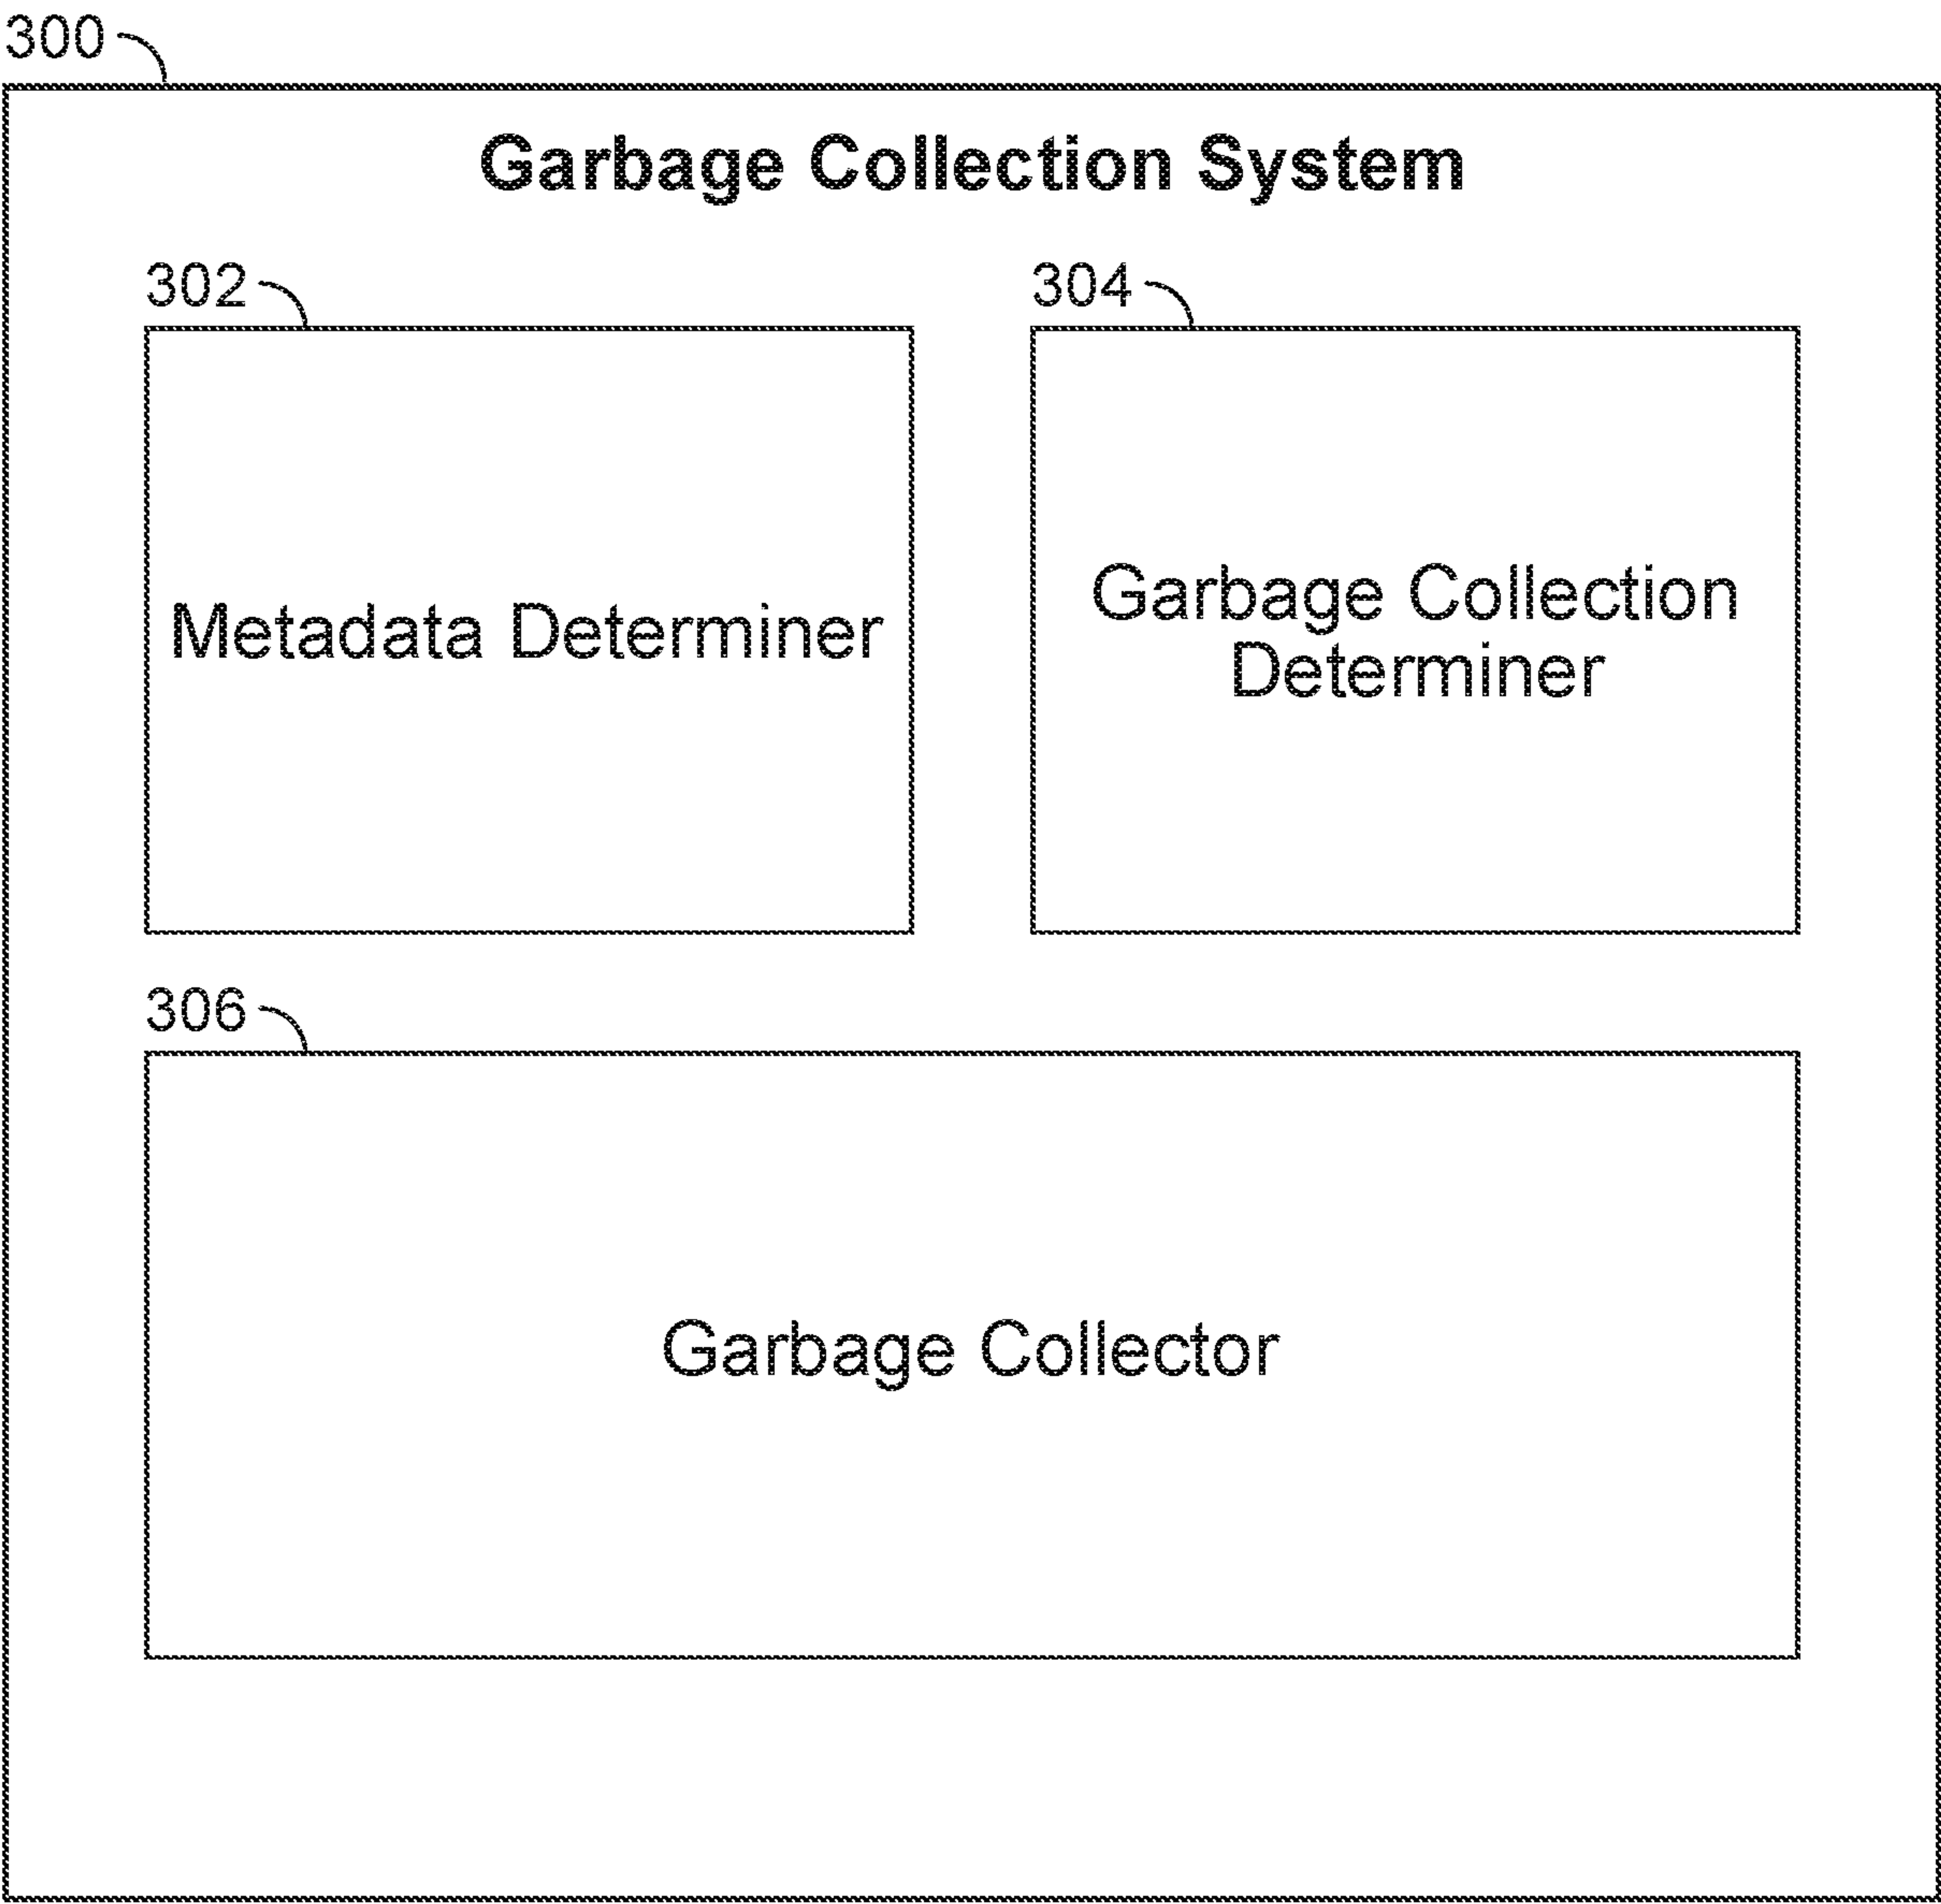 300
Garbage Collection System
302
Metadata Determiner
304
Garbage Collection
Determiner
306
Garbage Collector